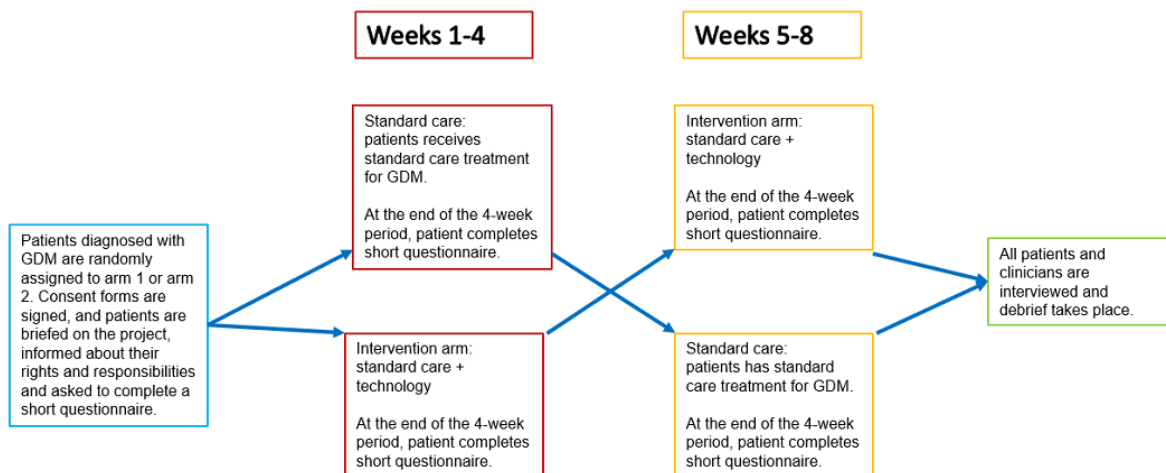 Weeks 1-4
Weeks 5-8
Patients diagnosed with
GDM are randomly
assigned to arm 1 or arm
2. Consent forms are
signed, and patients are
briefed on the project,
informed about their
rights and responsibilities
and asked to complete a
short questionnaire.
Standard care:
patients receives
standard care treatment
for GDM.
At the end of the 4-week
period, patient completes
short questionnaire.
Intervention arm:
standard care +
technology
At the end of the 4-week
period, patient completes
short questionnaire.
Intervention arm:
standard care +
technology
At the end of the 4-week
period, patient completes
short questionnaire.
Standard care:
patients has standard
care treatment for GDM.
At the end of the 4-week
period, patient completes
short questionnaire.
All patients and
clinicians are
interviewed and
debrief takes place.